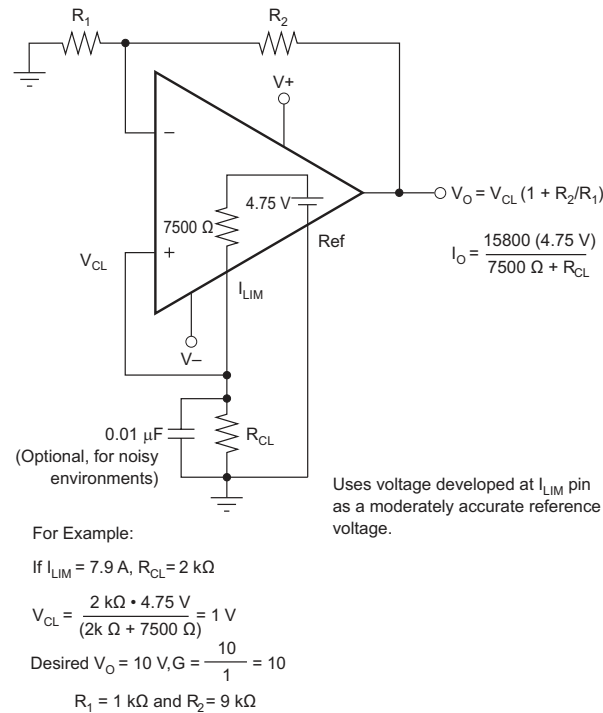 R1
R2
V+
−
4.75 V
7500 Ω
Ref
VO = VCL (1 + R2/R1)
IO = 15800 (4.75 V)
7500 Ω + RCL
VCL
+
ILIM
V–
0.01 µF
(Optional, for noisy
environments)
RCL
Uses voltage developed at ILIM pin
as a moderately accurate reference
voltage.
For Example:
If ILIM = 7.9 A, RCL = 2 kΩ
VCL = 2 kΩ • 4.75 V = 1 V
(2k Ω + 7500 Ω)
Desired VO = 10 V, G = 10 = 10
1
R1 = 1 kΩ and R2 = 9 kΩ